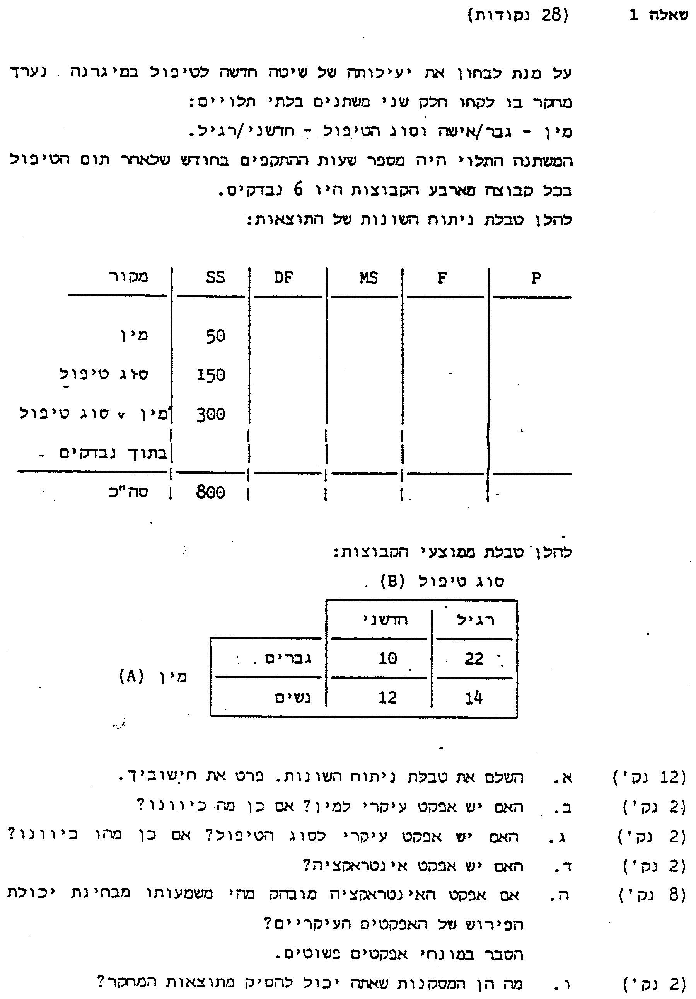 שאלה 1 (28 נקודות)
על מנת לבחון את יעילותה של שיטה חדשה לטיפול במיגרנה נערך
מחקר בו לקחו חלק שני משתנים בלתי תלויים:
מין - גבר/אישה וסוג הטיפול - חדשני/רגיל.
המשתנה התלוי היה מספר שעות ההתקפים בחודש שלאחר תום הטיפול
בכל קבוצה מארבע הקבוצות היו 6 נבדקים.
להלן טבלת ניתוח השונות של התוצאות:
מקור SS DF MS F P
מין 50
סוג טיפול 150
מין v סוג טיפול 300
בתוך נבדקים
סה"כ 800
להלן טבלת ממוצעי הקבוצות:
סוג טיפול (B)
חדשני רגיל
גברים 10 22
מין (A)
נשים 12 14
(12 נק') א. השלם את טבלת ניתוח השונות. פרט את חישוביך.
(2 נק') ב. האם יש אפקט עיקרי למין? אם כן מה כיוונו?
(2 נק') ג. האם יש אפקט עיקרי לסוג הטיפול? אם כן מהו כיוונו?
(2 נק') ד. האם יש אפקט אינטראקציה?
(8 נק') ה. אם אפקט האינטראקציה מובהק מהי משמעותו מבחינת יכולת
הפירוש של האפקטים העיקריים?
הסבר במונחי אפקטים פשוטים.
(2 נק') ו. מה הן המסקנות שאתה יכול להסיק מתוצאות המחקר?